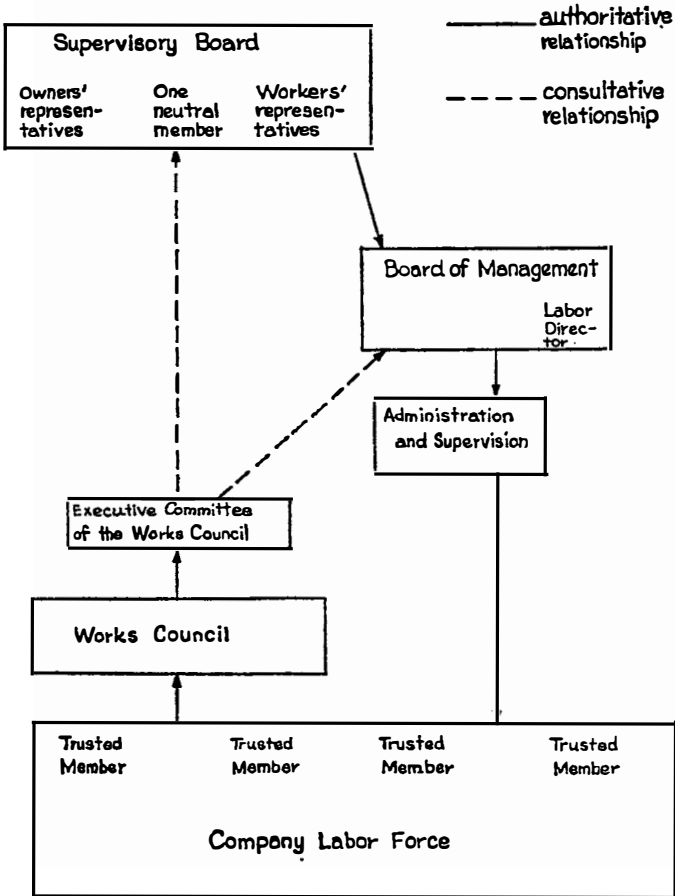 authoritative
relationship
consultative
relationship
Supervisory Board
Owners'
represen-
tatives
One
neutral
member
Workers'
represen-
tatives
Board of Management
Labor
Direc-
tor
Administration
and Supervision
Executive Committee
of the Works Council
Works Council
Trusted
Member
Trusted
Member
Trusted
Member
Trusted
Member
Company Labor Force